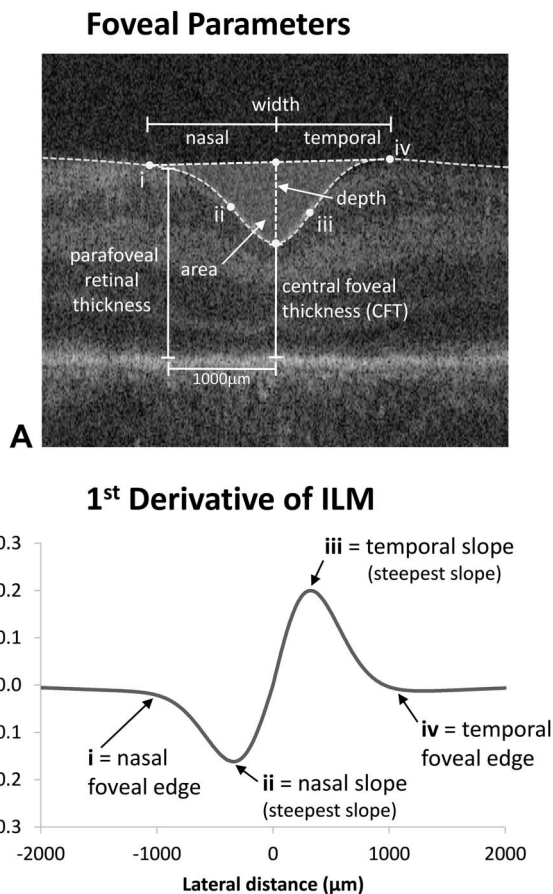 Foveal Parameters
width
nasal
temporal
i
iv
ii
depth
iii
parafoveal
retinal
thickness
area
central foveal
thickness (CFT)
1000µm
A
1st Derivative of ILM
0.3
iii = temporal slope
(steepest slope)
0.2
0.1
0.0
i = nasal
foveal edge
iv = temporal
foveal edge
0.1
ii = nasal slope
(steepest slope)
0.2
0.3
-2000
-1000
0
1000
2000
Lateral distance (µm)